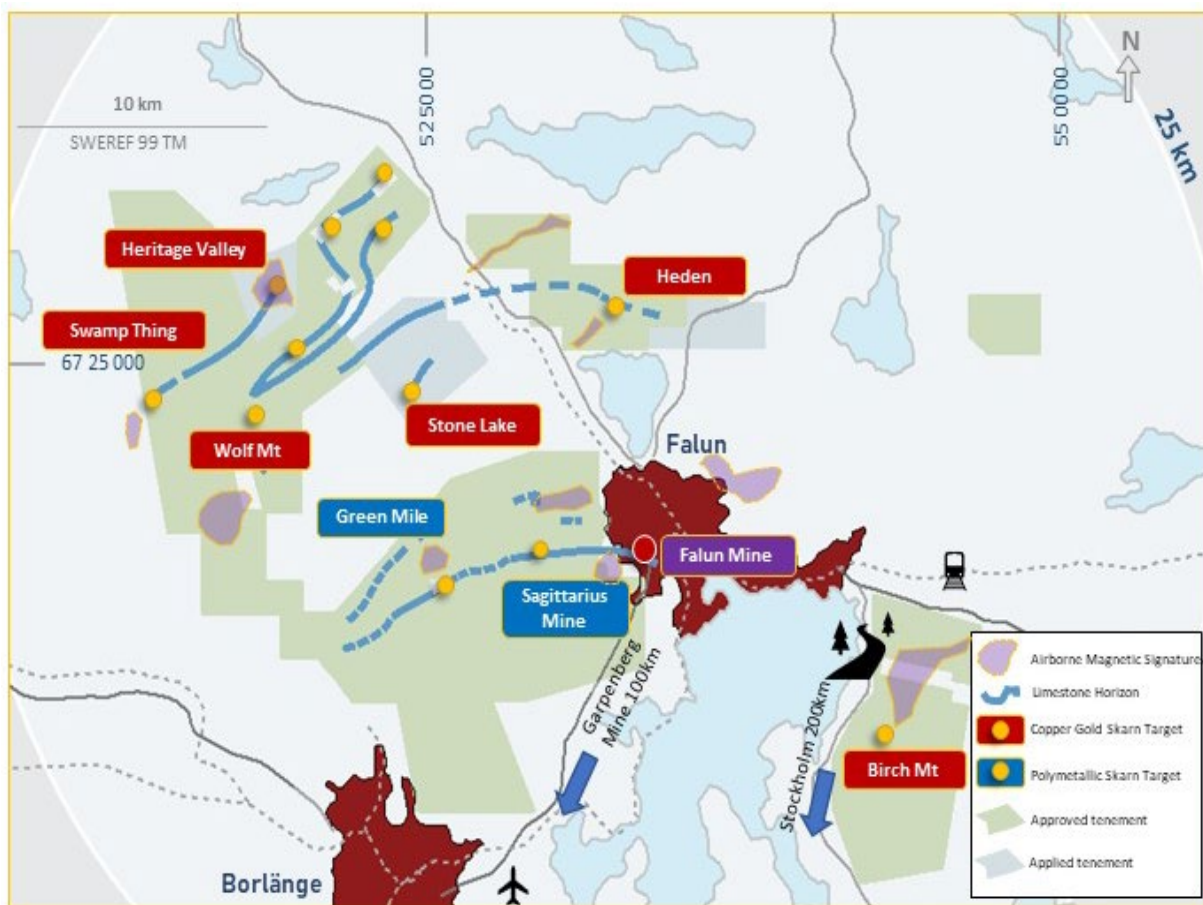 N
52 50 00
55 00 00
10 km
SWEREF 99 TM
25 km
Heritage Valley
Heden
Swamp Thing
67 25 000
Stone Lake
Wolf Mt
Falun
Green Mile
Falun Mine
Sagittarius
Mine
Garpenberg
Mine 100km
Stockholm 200km
Birch Mt
Borlänge
Airborne Magnetic Signature
Limestone Horizon
Copper Gold Skarn Target
Polymetallic Skarn Target
Approved tenement
Applied tenement